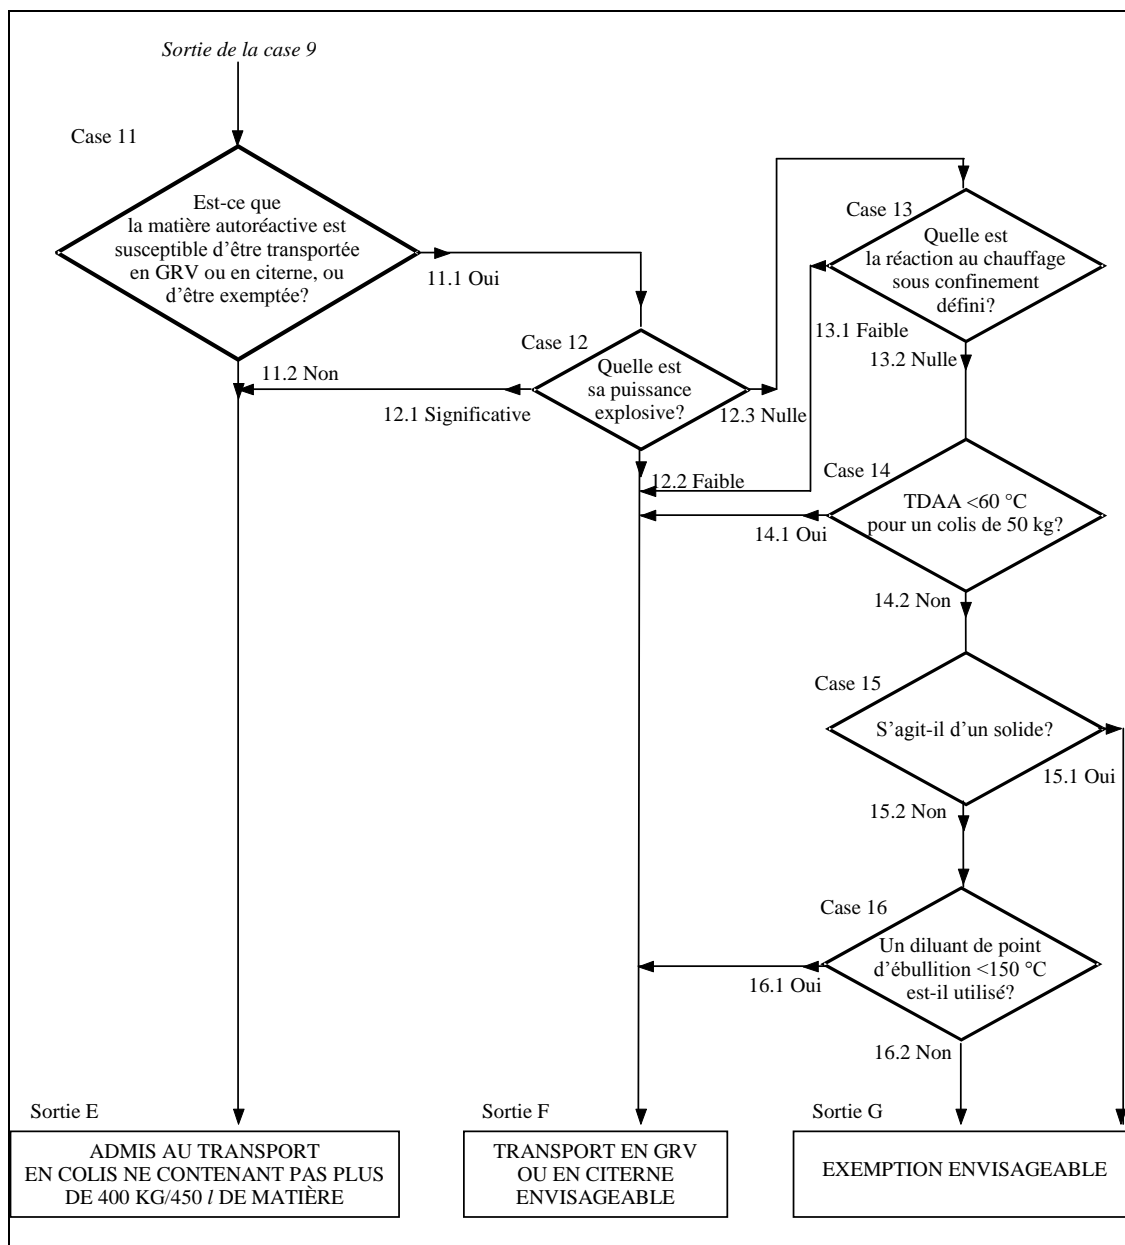 Sortie de la case 9
Case 11
Est-ce que
la matière autoréactive est
susceptible d’être transportée
en GRV ou en citerne, ou
d’être exemptée?
11.1 Oui
11.2 Non
Case 12
Quelle est
sa puissance
explosive?
12.1 Significative
12.3 Nulle
12.2 Faible
Case 13
Quelle est
la réaction au chauffage
sous confinement
défini?
13.1 Faible
13.2 Nulle
Case 14
TDAA <60 °C
pour un colis de 50 kg?
14.1 Oui
14.2 Non
Case 15
S’agit-il d’un solide?
15.1 Oui
15.2 Non
Case 16
Un diluant de point
d’ébullition <150 °C
est-il utilisé?
16.1 Oui
16.2 Non
Sortie E
ADMIS AU TRANSPORT
EN COLIS NE CONTENANT PAS PLUS
DE 400 KG/450 l DE MATIÈRE
Sortie F
TRANSPORT EN GRV
OU EN CITERNE
ENVISAGEABLE
Sortie G
EXEMPTION ENVISAGEABLE